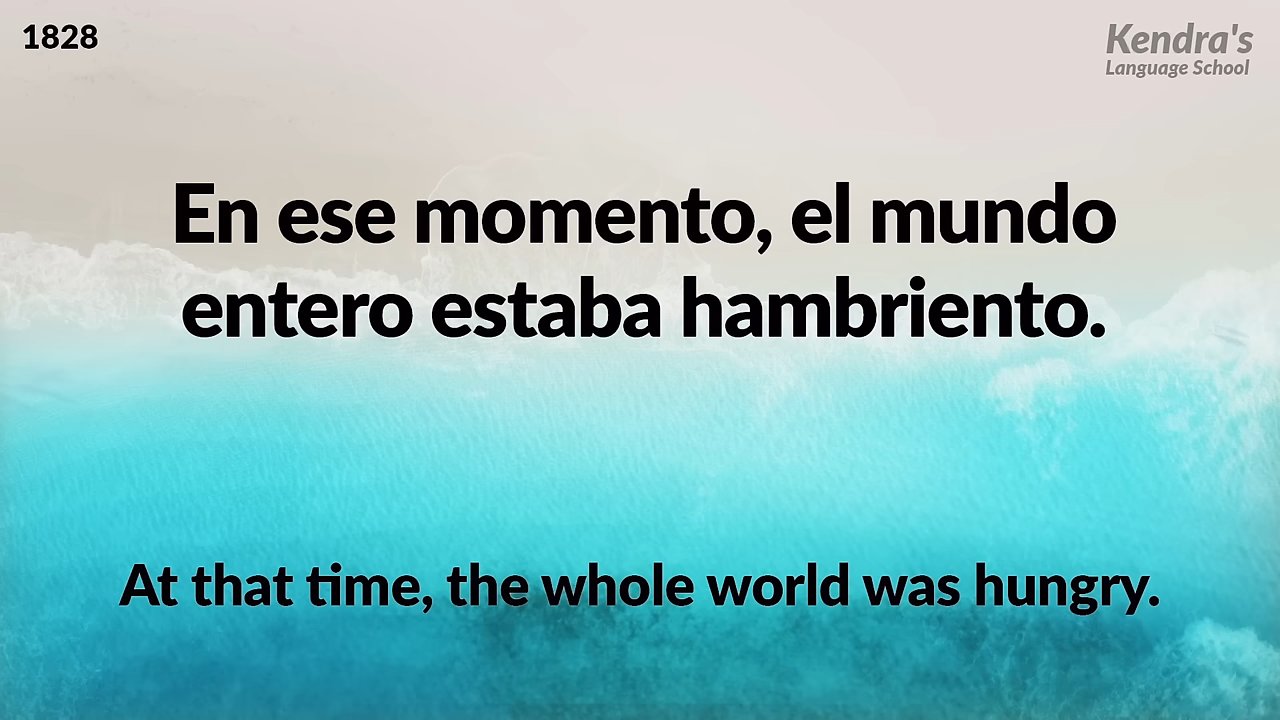 1828
Kendra's
Language School
En ese momento, el mundo
entero estaba hambriento.
At that time, the whole world was hungry.